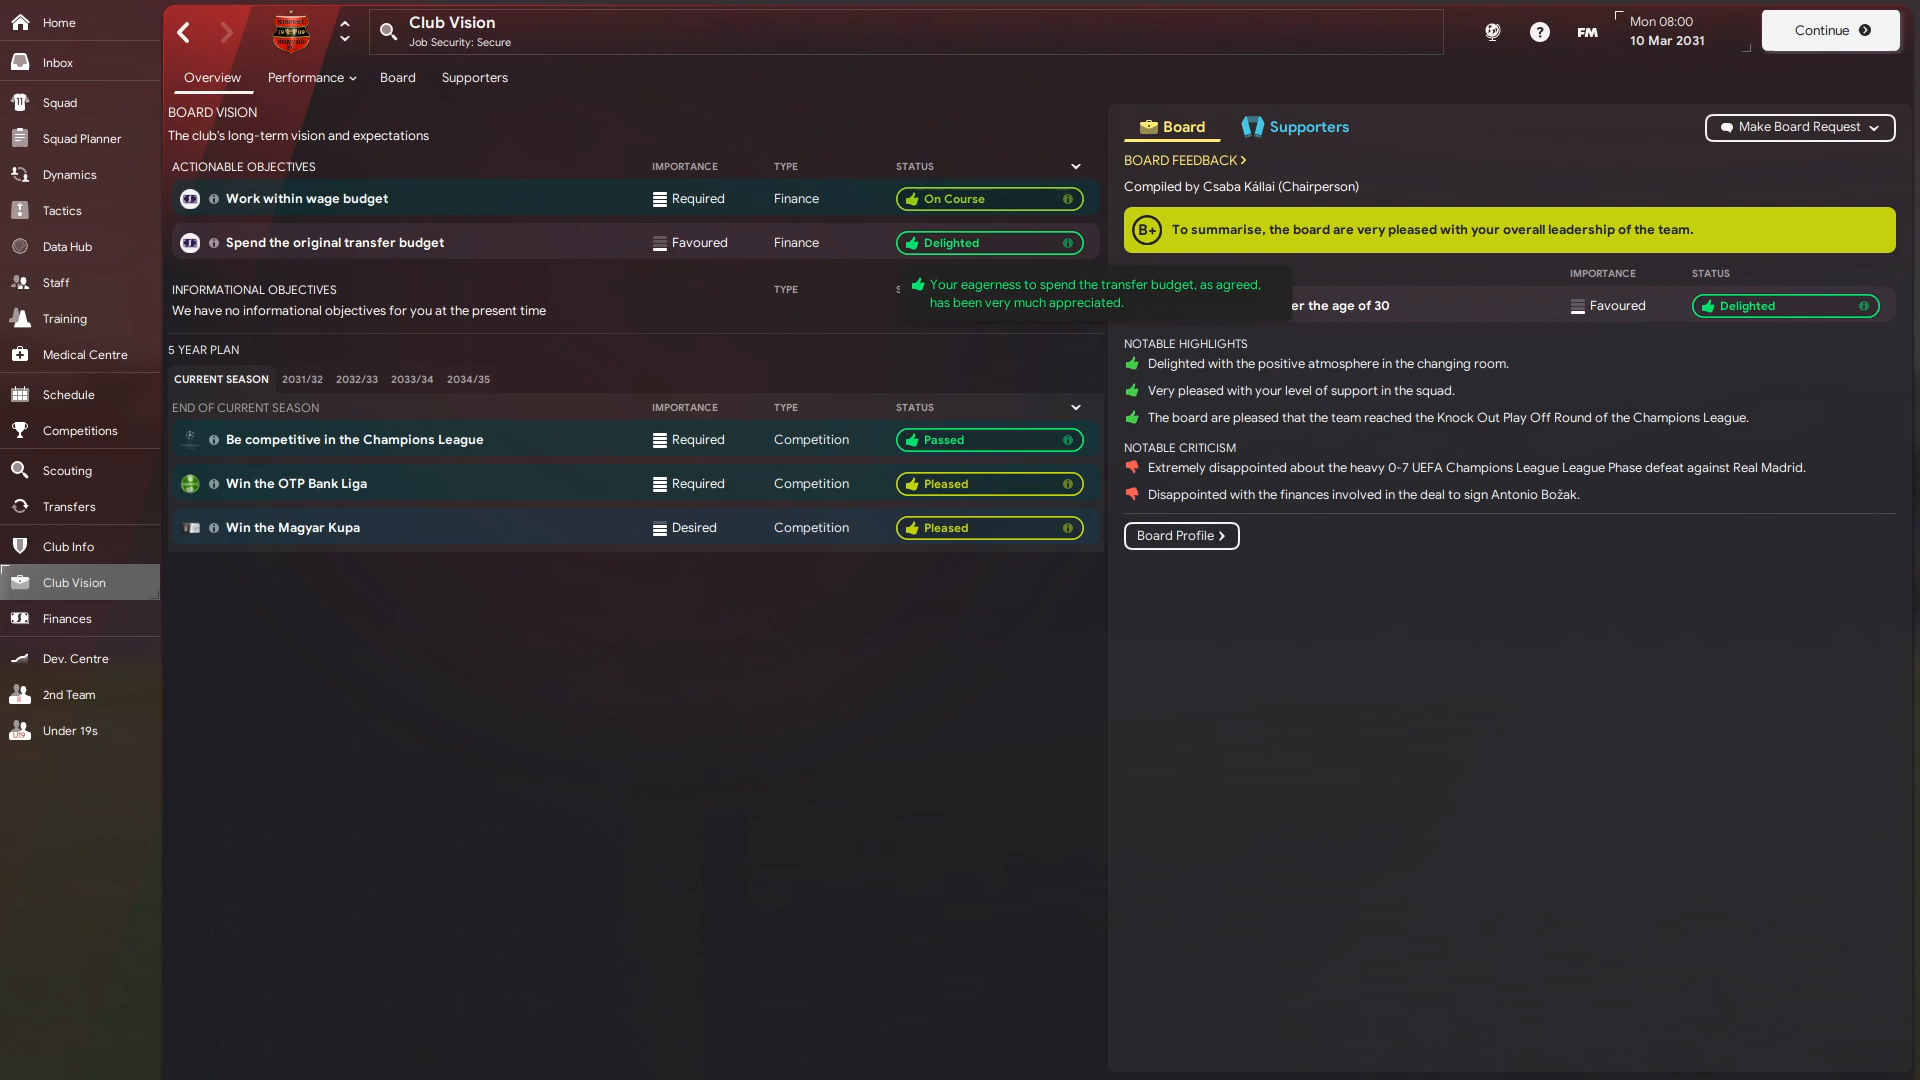 Home
Inbox
Squad
Squad Planner
Dynamics
Tactics
Data Hub
Staff
Training
Medical Centre
Schedule
Competitions
Scouting
Transfers
Club Info
Club Vision
Finances
Dev. Centre
2nd Team
Under 19s
Club Vision
Job Security: Secure
FM
Mon 08:00
10 Mar 2031
Continue
Overview Performance Board Supporters
BOARD VISION
The club's long-term vision and expectations
ACTIONABLE OBJECTIVES IMPORTANCE TYPE STATUS
Work within wage budget Required Finance On Course
Spend the original transfer budget Favoured Finance Delighted
Your eagerness to spend the transfer budget, as agreed,
has been very much appreciated.
INFORMATIONAL OBJECTIVES TYPE
We have no informational objectives for you at the present time
5 YEAR PLAN
CURRENT SEASON 2031/32 2032/33 2033/34 2034/35
END OF CURRENT SEASON IMPORTANCE TYPE STATUS
Be competitive in the Champions League Required Competition Passed
Win the OTP Bank Liga Required Competition Pleased
Win the Magyar Kupa Desired Competition Pleased
Board Supporters
Make Board Request
BOARD FEEDBACK
Compiled by Csaba Kállai (Chairperson)
B+ To summarise, the board are very pleased with your overall leadership of the team.
IMPORTANCE STATUS
er the age of 30 Favoured Delighted
NOTABLE HIGHLIGHTS
Delighted with the positive atmosphere in the changing room.
Very pleased with your level of support in the squad.
The board are pleased that the team reached the Knock Out Play Off Round of the Champions League.
NOTABLE CRITICISM
Extremely disappointed about the heavy 0-7 UEFA Champions League League Phase defeat against Real Madrid.
Disappointed with the finances involved in the deal to sign Antonio Božak.
Board Profile